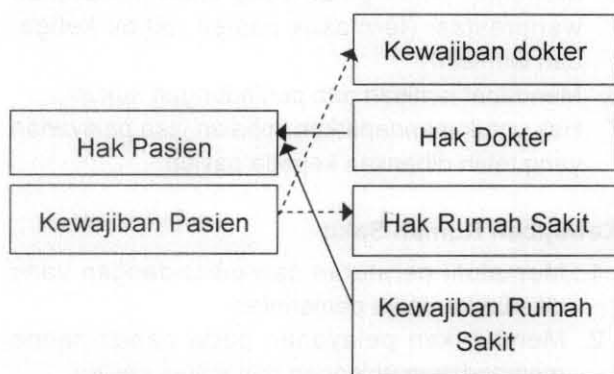 Kewajiban dokter
Hak Dokter
Hak Pasien
Kewajiban Pasien
Hak Rumah Sakit
Kewajiban Rumah
Sakit